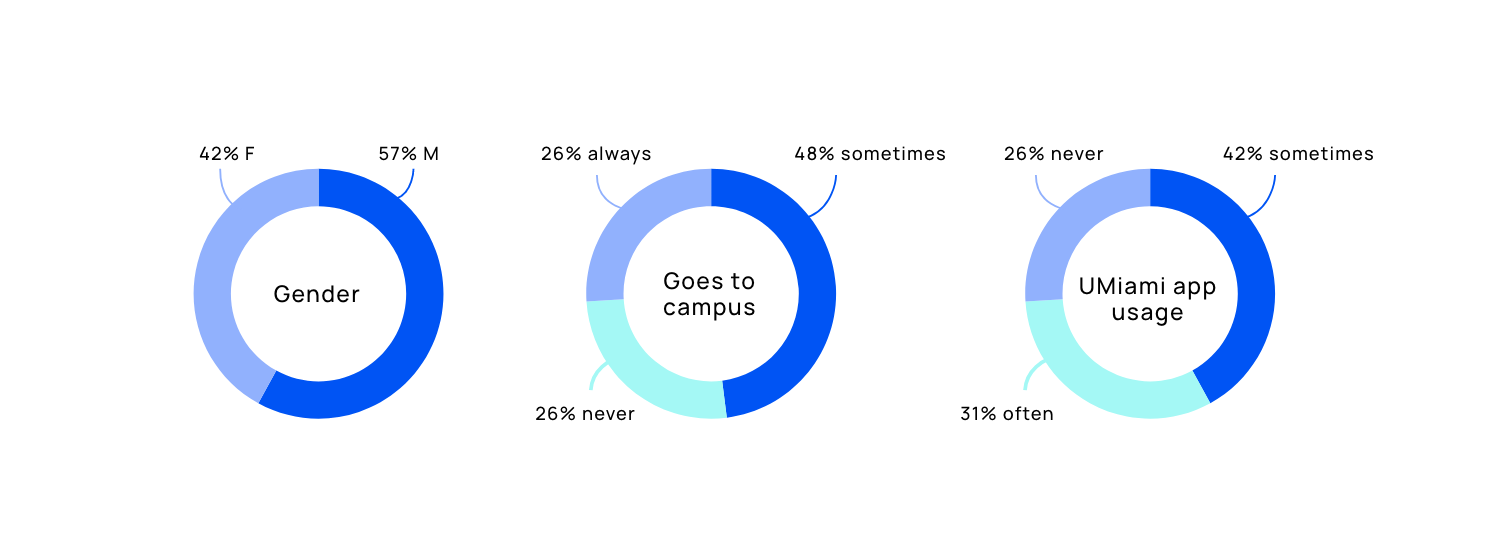 42% F
57% M
Gender
26% always
48% sometimes
Goes to
campus
26% never
26% never
42% sometimes
UMiami app
usage
31% often